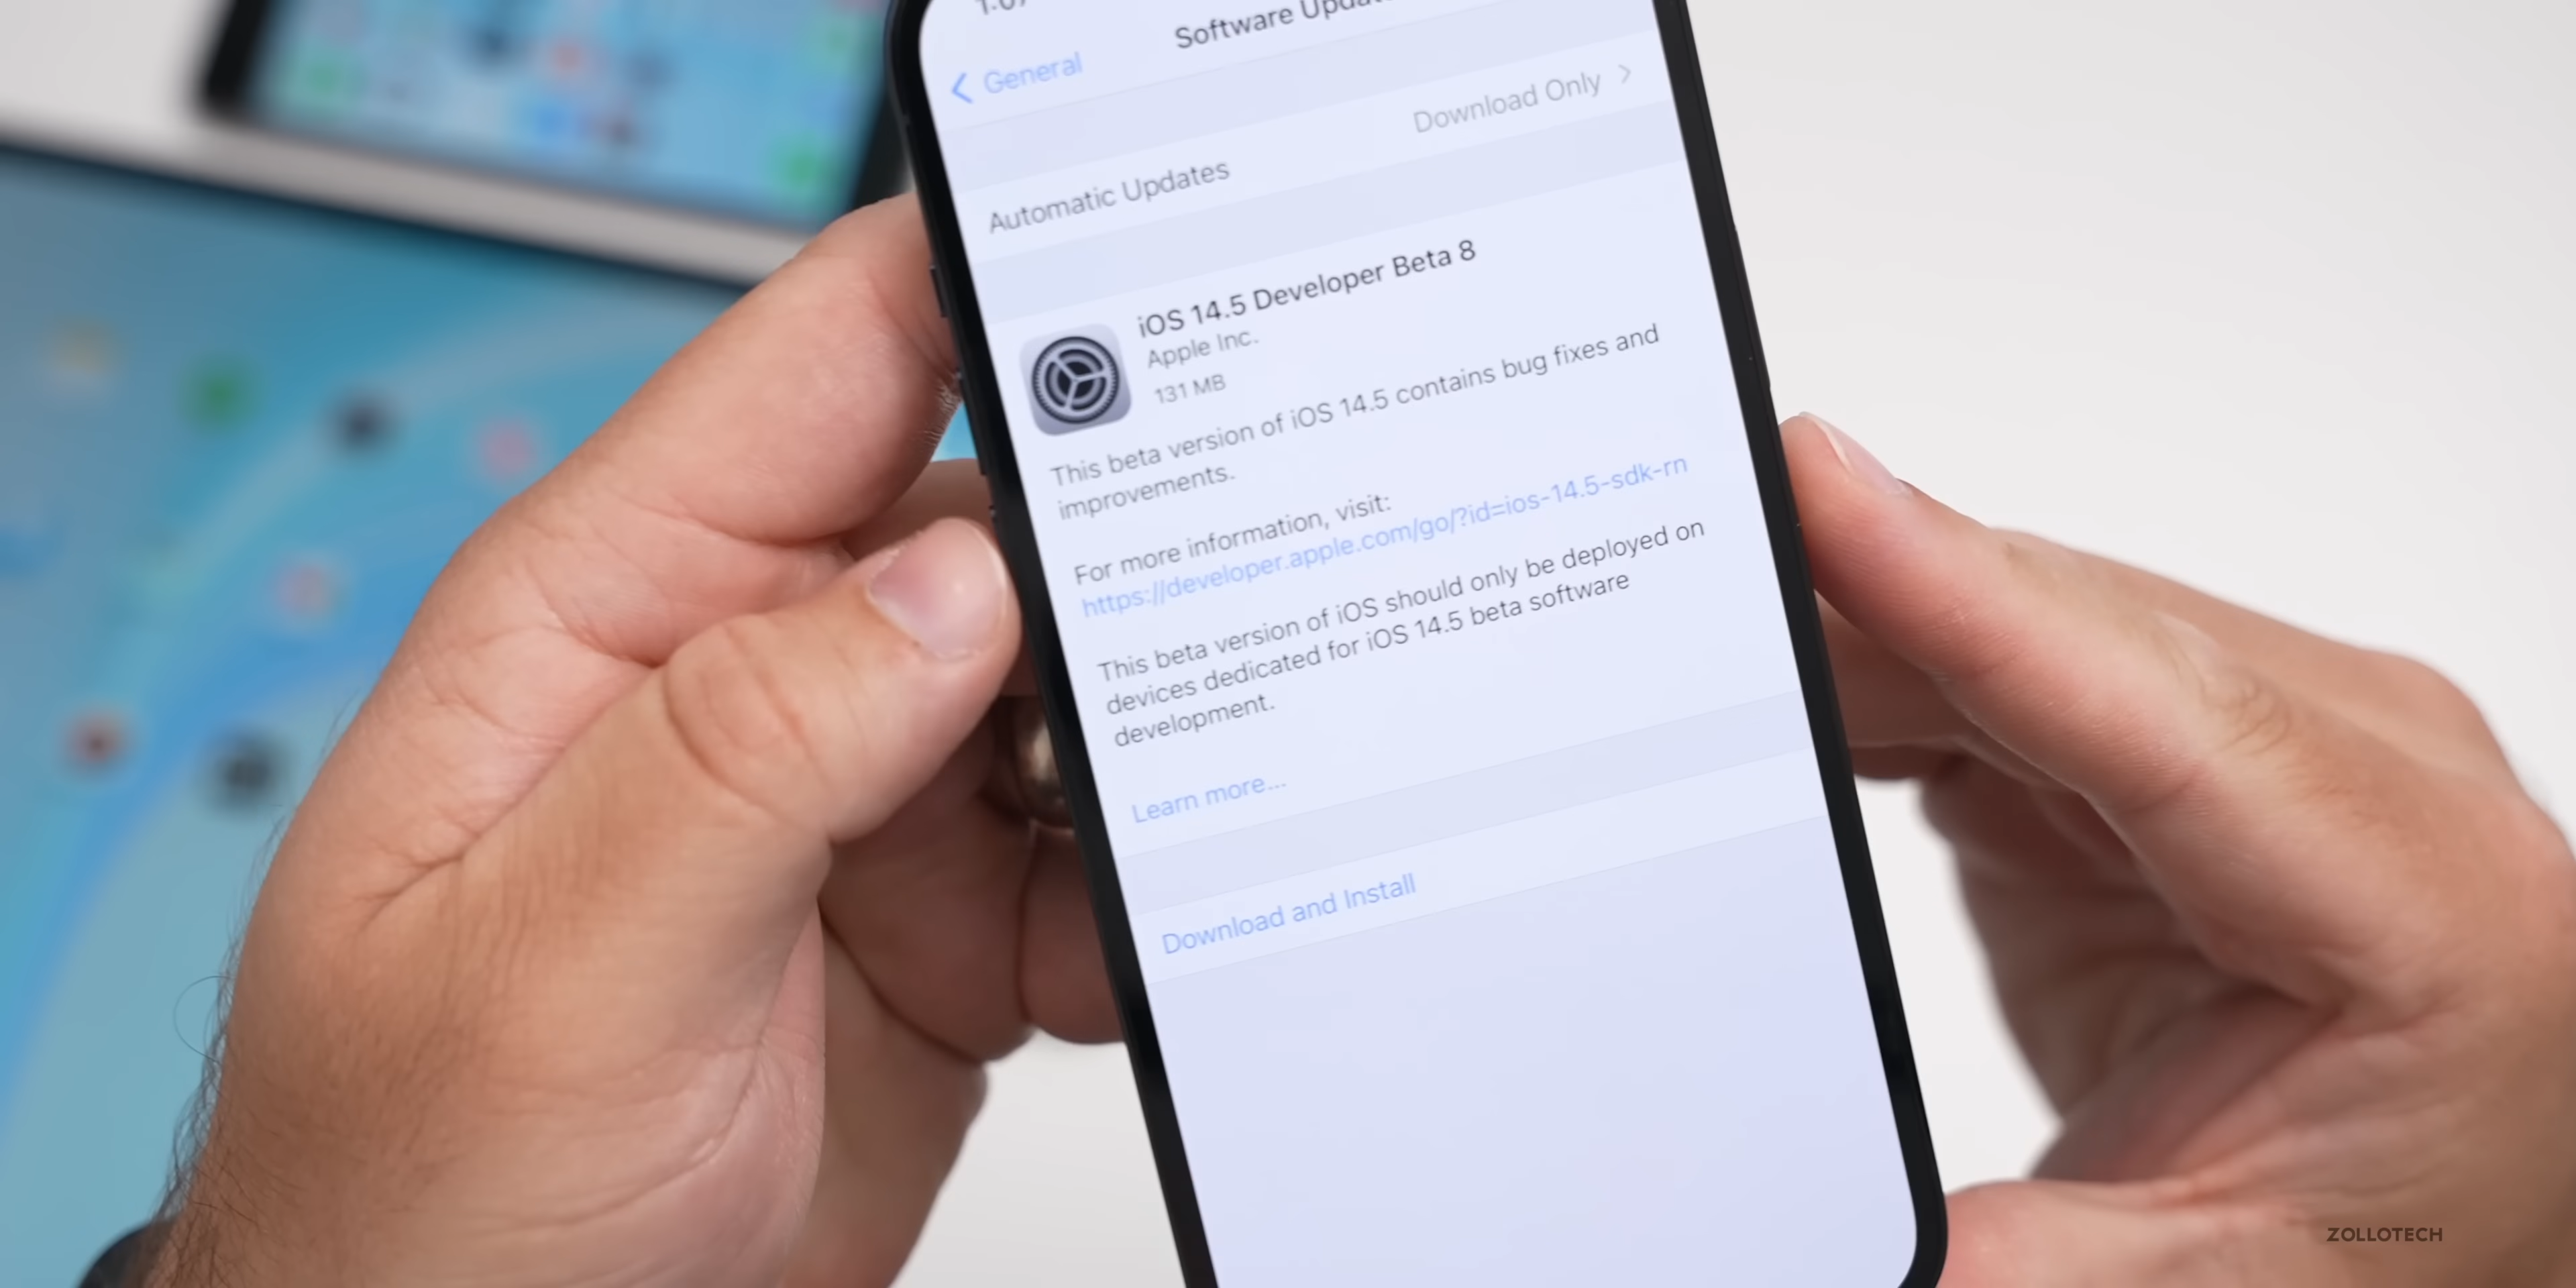 General
Software
Automatic Updates
Download Only
iOS 14.5 Developer Beta 8
Apple Inc.
131 MB
This beta version of iOS 14.5 contains bug fixes and
improvements.
For more information, visit:
https://developer.apple.com/go/?id=ios-14.5-sdk-rn
This beta version of iOS should only be deployed on
devices dedicated for iOS 14.5 beta software
development.
Learn more...
Download and Install
ZOLLOTECH